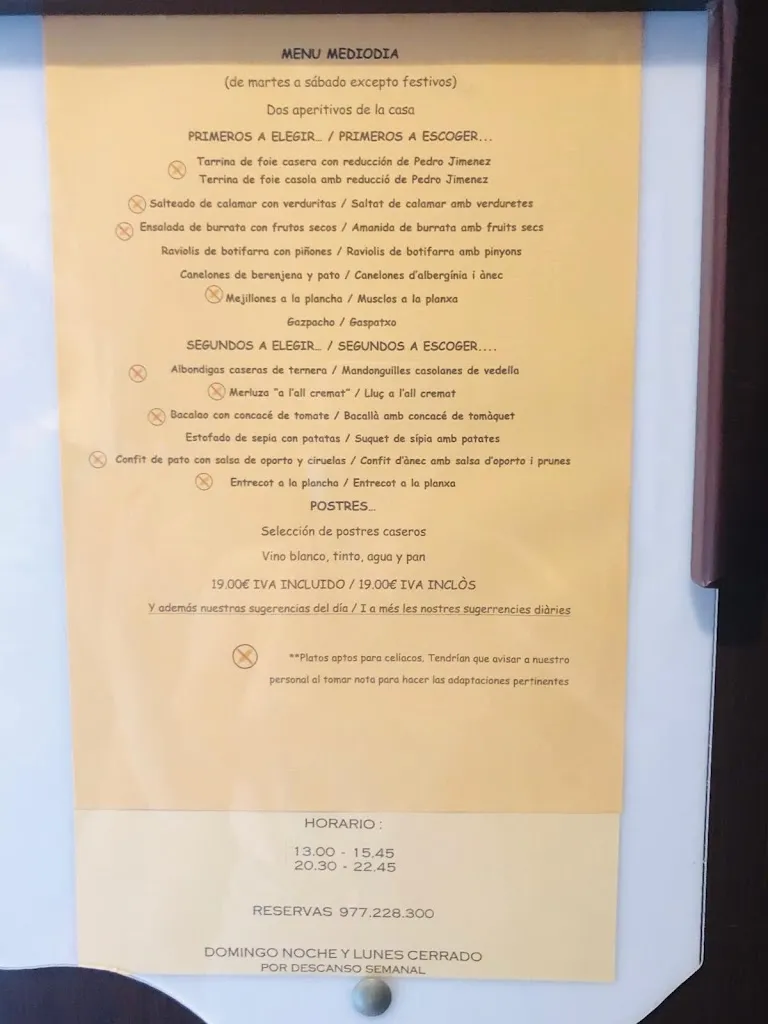 MENU MEDIODIA
(de martes a sábado excepto festivos)
Dos aperitivos de la casa
PRIMEROS A ELEGIR... / PRIMEROS A ESCOGER...
Tarrina de foie casera con reducción de Pedro Jimenez
Terrina de foie casola amb reducció de Pedro Jimenez
Salteado de calamar con verduritas / Saltat de calamar amb verduretes
Ensalada de burrata con frutos secos / Amanida de burrata amb fruits secs
Raviolis de botifarra con piñones / Raviolis de botifarra amb pinyons
Canelones de berenjena y pato / Canelones d'albergínia i ànec
Mejillones a la plancha / Musclos a la planxa
Gazpacho / Gaspatxo
SEGUNDOS A ELEGIR... / SEGUNDOS A ESCOGER....
Albondigas caseras de ternera / Mandonguilles casolanes de vedella
Merluza "a l'all cremat" / Lluç a l'all cremat
Bacalao con concacé de tomate / Bacallà amb concacé de tomàquet
Estofado de sepia con patatas / Suquet de sípia amb patates
Confit de pato con salsa de oporto y ciruelas / Confit d'ànec amb salsa d'oporto i prunes
Entrecot a la plancha / Entrecot a la planxa
POSTRES...
Selección de postres caseros
Vino blanco, tinto, agua y pan
19.00€ IVA INCLUIDO / 19.00€ IVA INCLÒS
Y además nuestras sugerencias del día / I a més les nostres sugerrencies diàries
**Platos aptos para celíacos. Tendrían que avisar a nuestro
personal al tomar nota para hacer las adaptaciones pertinentes
HORARIO :
13.00 - 15.45
20.30 - 22.45
RESERVAS 977.228.300
DOMINGO NOCHE Y LUNES CERRADO
POR DESCANSO SEMANAL